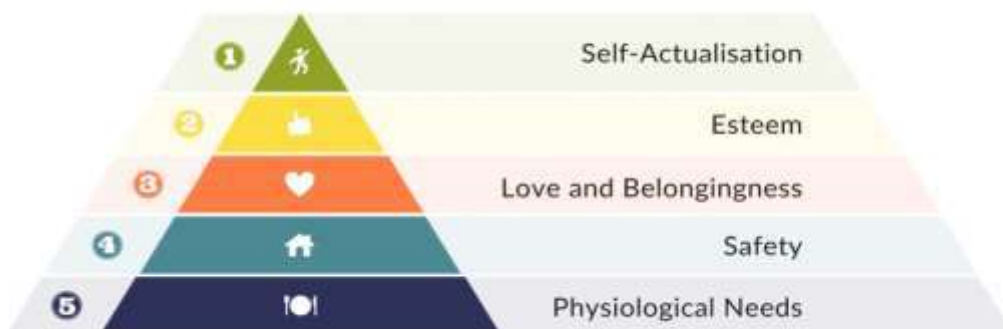 1 Self-Actualisation
2 Esteem
3 Love and Belongingness
4 Safety
5 Physiological Needs